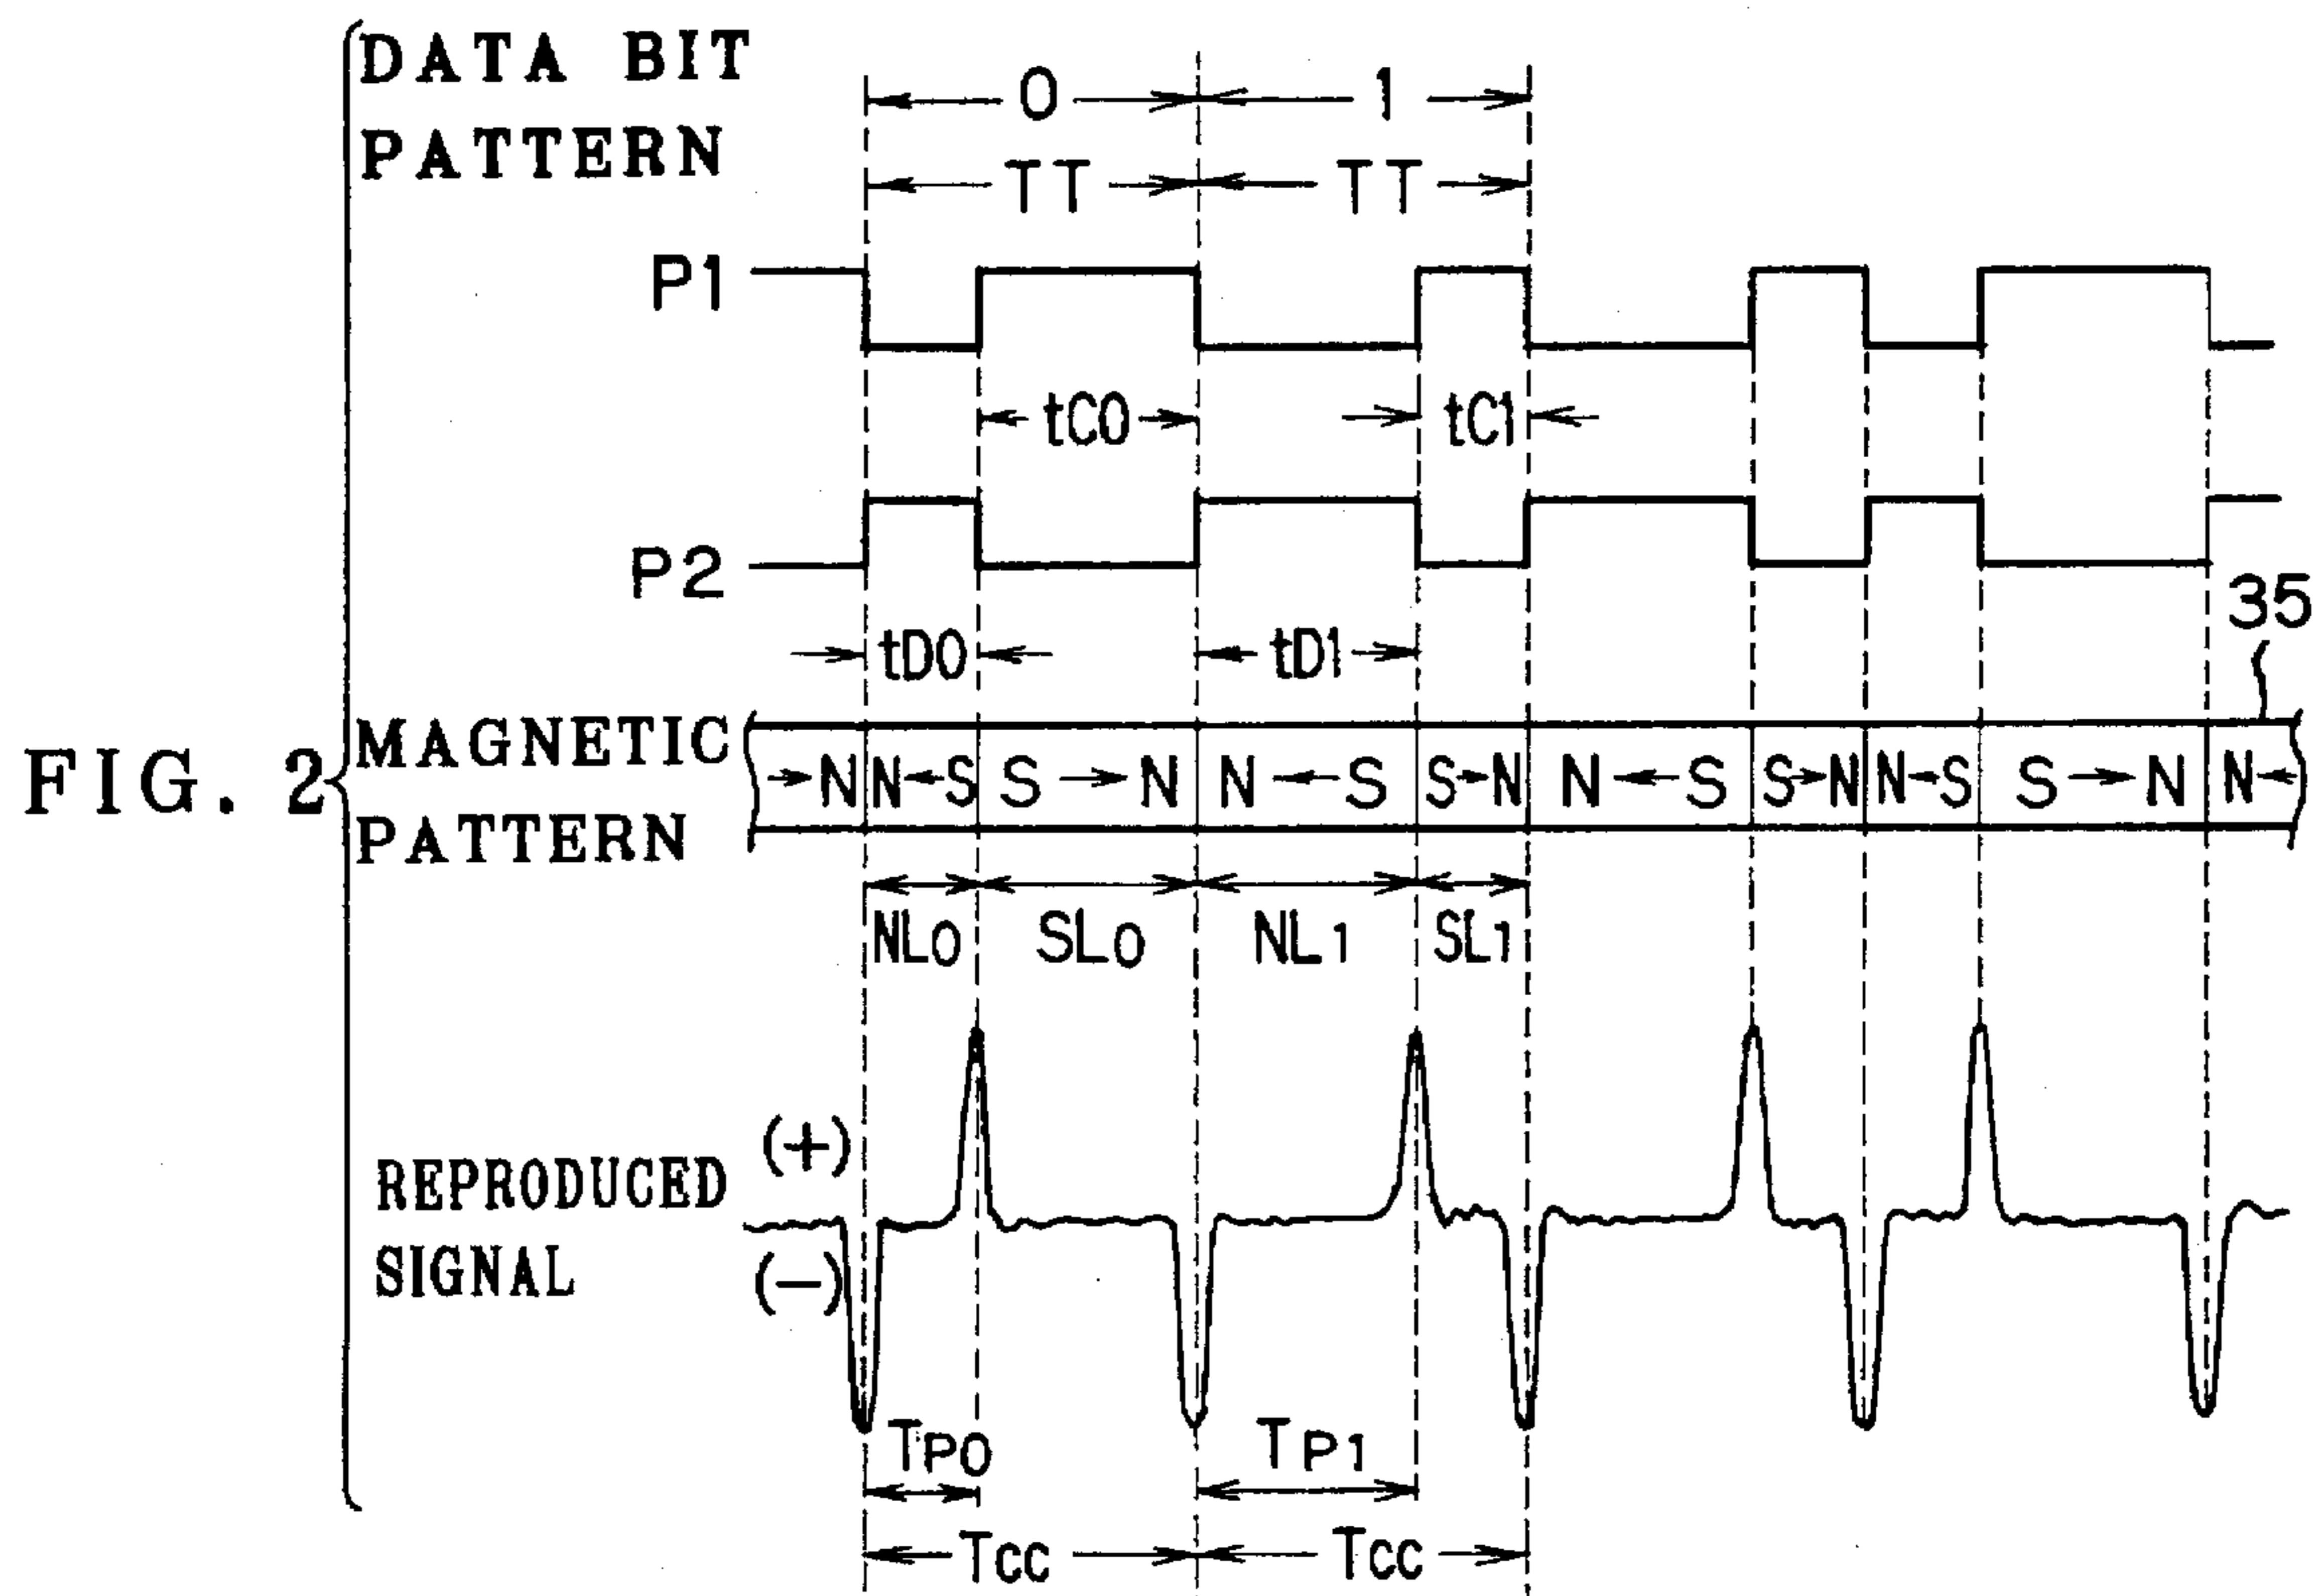 DATA BIT
PATTERN
0 1
TT TT
P1
tC0 tC1
P2
35
tD0 tD1
FIG. 2
MAGNETIC
PATTERN
N N S S N N S S N N S S N N S S N N
NL0 SL0 NL1 SL1
(+)
REPRODUCED
SIGNAL
(−)
TP0 TP1
Tcc Tcc